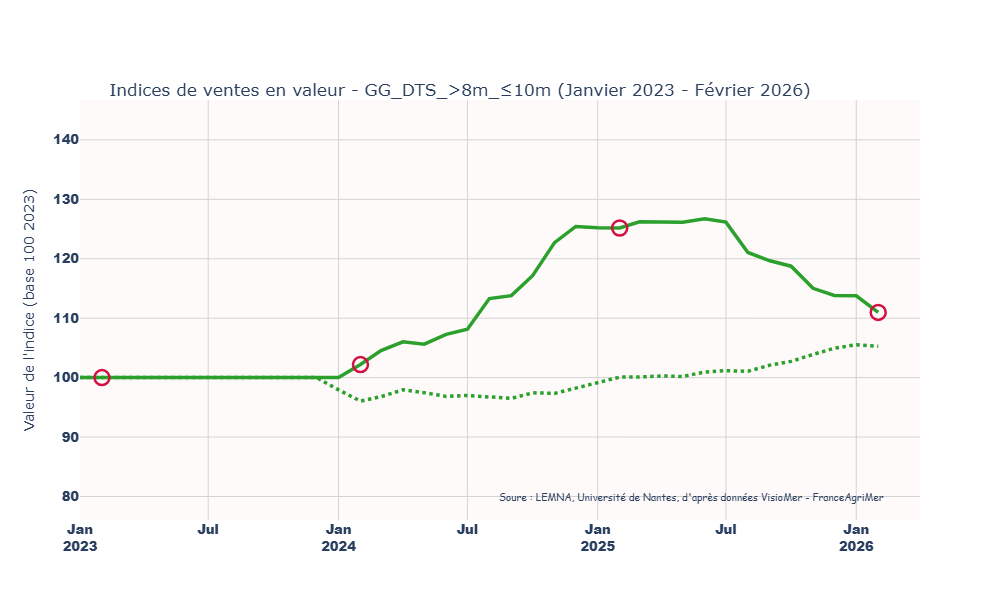 Indices de ventes en valeur - GG_DTS_>8m_≤10m (Janvier 2023 - Février 2026)
Valeur de l'indice (base 100 2023)
140
130
120
110
100
90
80
Soure : LEMNA, Université de Nantes, d'après données VisioMer - FranceAgriMer
Jan Jul Jan Jul Jan Jul Jan
2023 2024 2025 2026